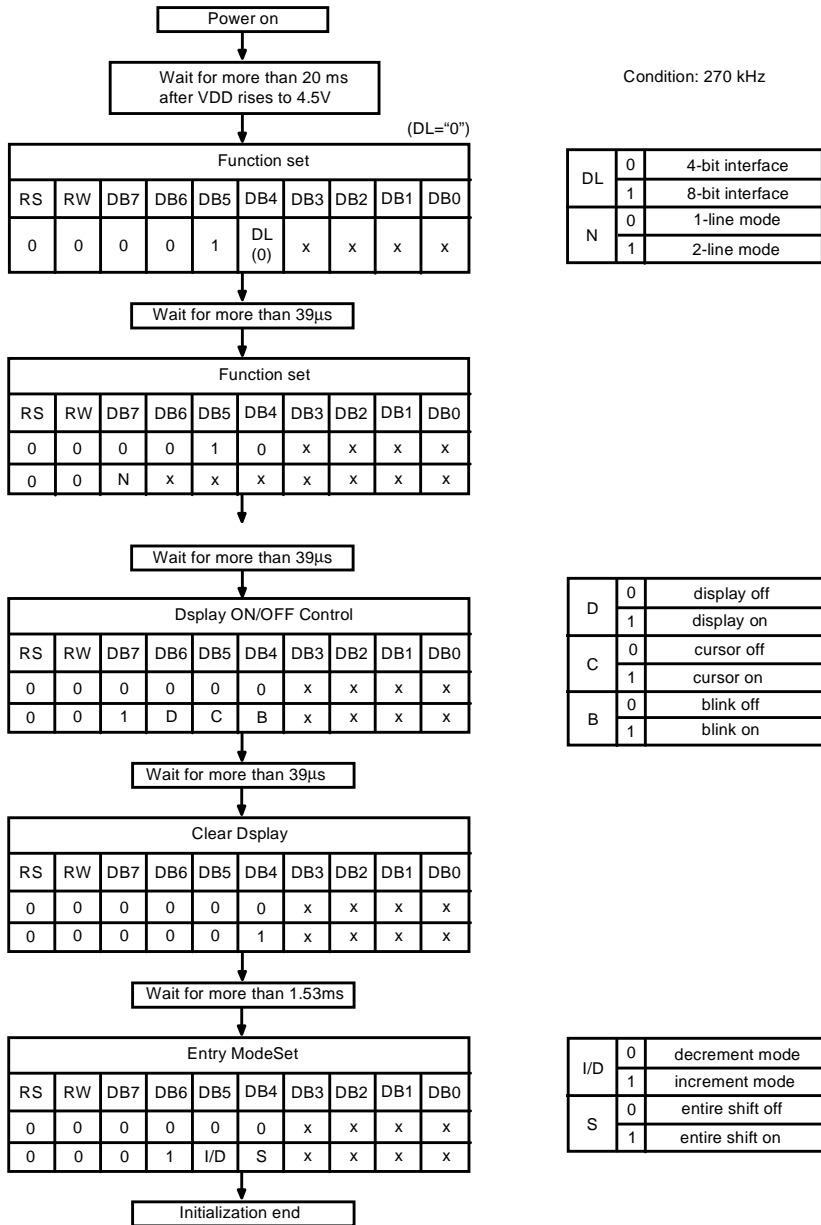 Power on
Wait for more than 20 ms
after VDD rises to 4.5V
Condition: 270 kHz
(DL=“0”)
Function set
RS RW DB7 DB6 DB5 DB4 DB3 DB2 DB1 DB0
0 0 0 0 1 DL (0) x x x x
DL 0 4-bit interface
1 8-bit interface
N 0 1-line mode
1 2-line mode
Wait for more than 39µs
Function set
RS RW DB7 DB6 DB5 DB4 DB3 DB2 DB1 DB0
0 0 0 0 1 0 x x x x
0 0 N x x x x x x x
Wait for more than 39µs
Dsplay ON/OFF Control
RS RW DB7 DB6 DB5 DB4 DB3 DB2 DB1 DB0
0 0 0 0 0 0 x x x x
0 0 1 D C B x x x x
D 0 display off
1 display on
C 0 cursor off
1 cursor on
B 0 blink off
1 blink on
Wait for more than 39µs
Clear Dsplay
RS RW DB7 DB6 DB5 DB4 DB3 DB2 DB1 DB0
0 0 0 0 0 0 x x x x
0 0 0 0 0 1 x x x x
Wait for more than 1.53ms
Entry ModeSet
RS RW DB7 DB6 DB5 DB4 DB3 DB2 DB1 DB0
0 0 0 0 0 0 x x x x
0 0 0 1 I/D S x x x x
I/D 0 decrement mode
1 increment mode
S 0 entire shift off
1 entire shift on
Initialization end